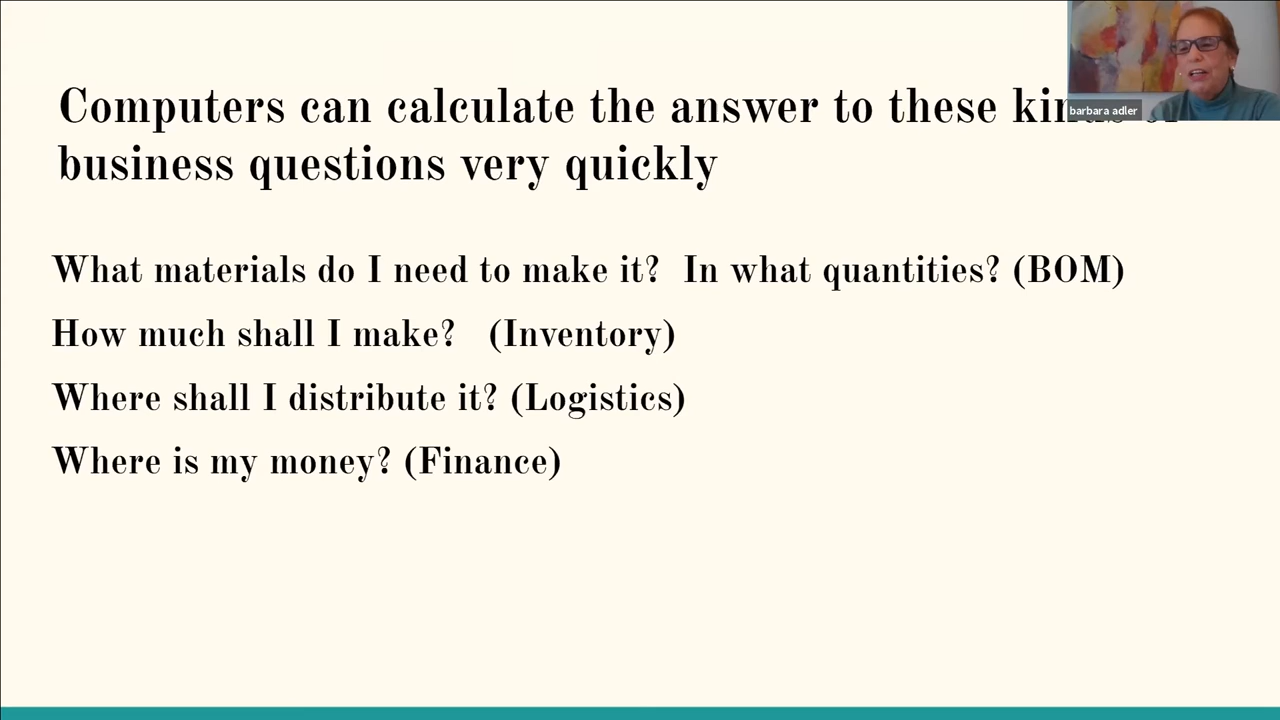 Computers can calculate the answer to these
business questions very quickly
What materials do I need to make it?  In what quantities? (BOM)
How much shall I make?   (Inventory)
Where shall I distribute it? (Logistics)
Where is my money? (Finance)
barbara adler